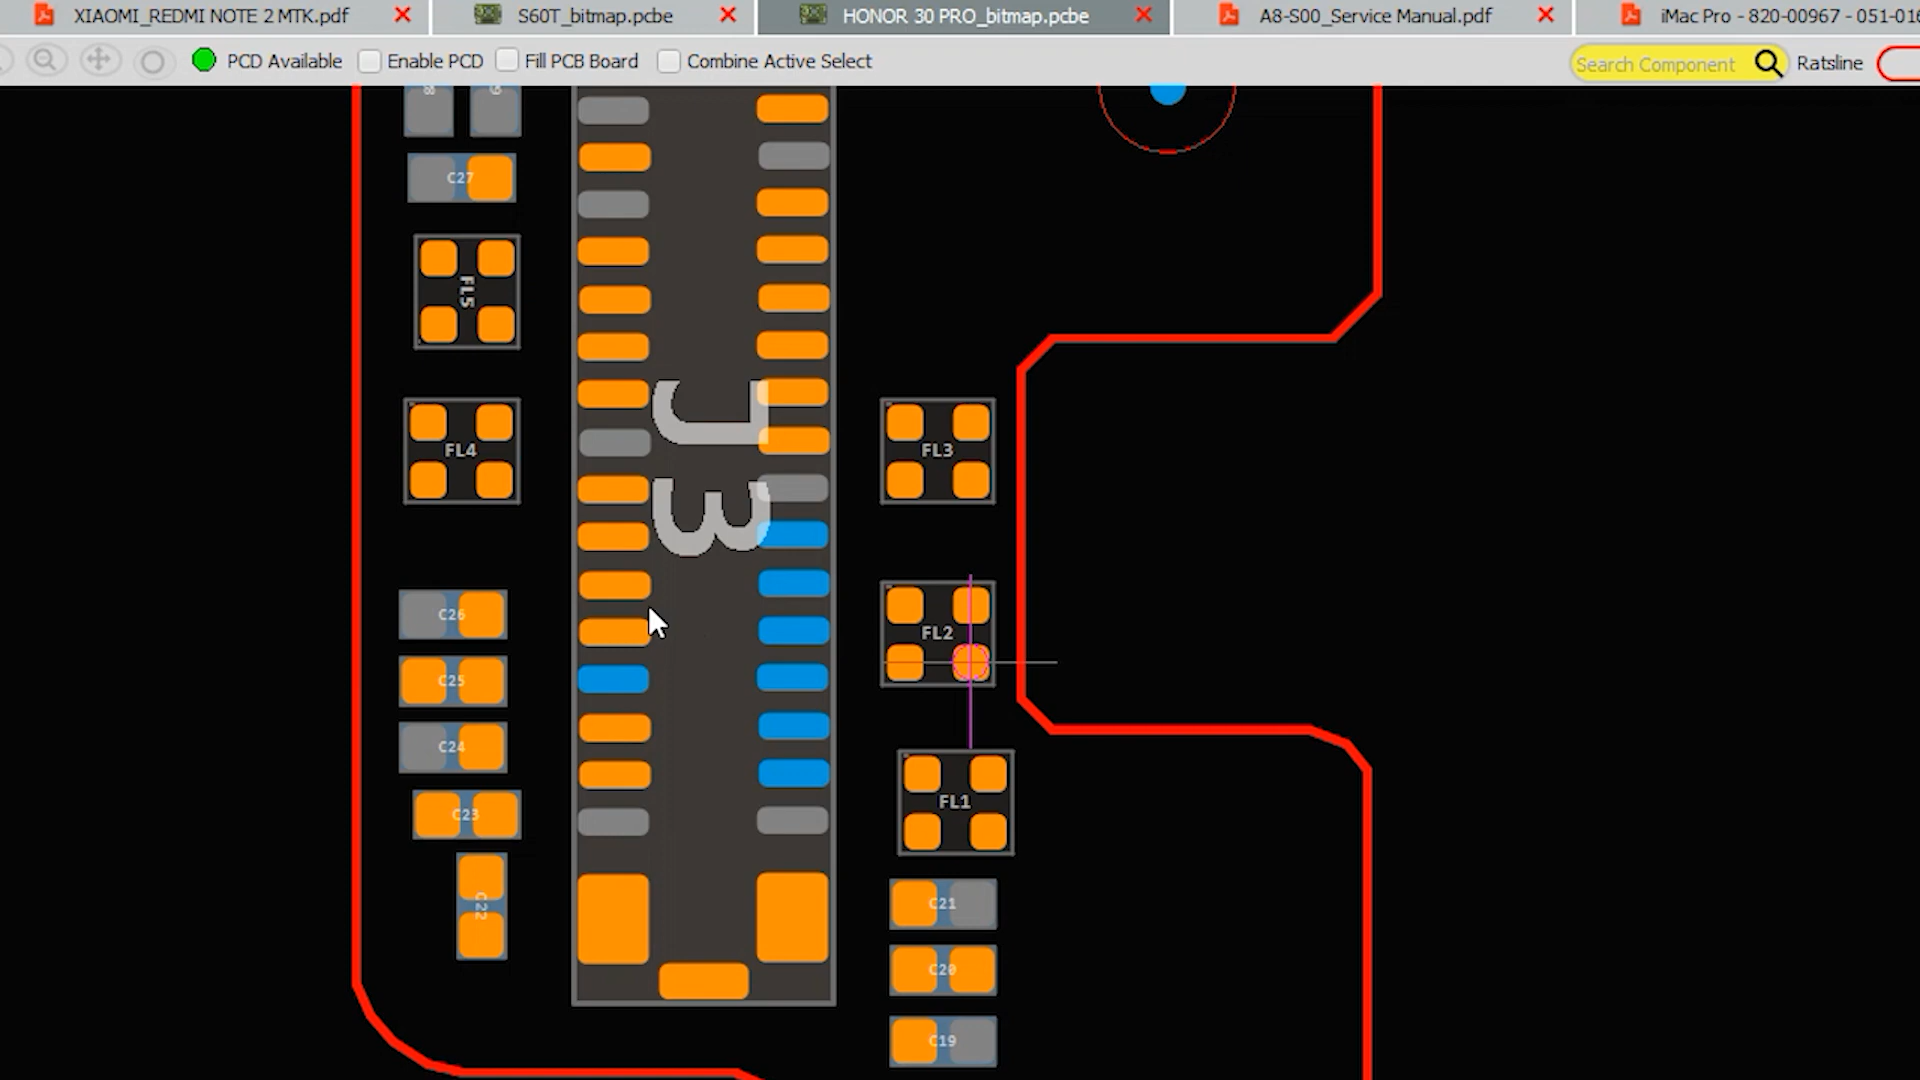 XIAOMI_REDMI NOTE 2 MTK.pdf
S60T_bitmap.pcbe
HONOR 30 PRO_bitmap.pcbe
A8-S00_Service Manual.pdf
iMac Pro - 820-00967 - 051-016
PCD Available
Enable PCD
Fill PCB Board
Combine Active Select
Search Component
Ratsline
C27
FL5
J3
FL4
FL3
C26
FL2
C25
C24
FL1
C23
C22
C21
C20
C19